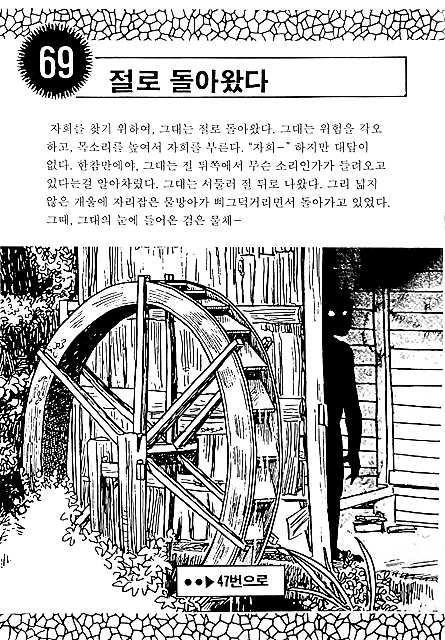 69
절로 돌아왔다
자희를 찾기 위하여, 그대는 절로 돌아왔다. 그대는 위험을 각오
하고, 목소리를 높여서 자희를 부른다. “자희—” 하지만 대답이
없다. 한참만에야, 그대는 절 뒤쪽에서 무슨 소리인가가 들려오고
있다는걸 알아차렸다. 그대는 서둘러 절 뒤로 나왔다. 그리 넓지
않은 개울에 자리잡은 물방아가 삐그덕거리면서 돌아가고 있었다.
그때, 그대의 눈에 들어온 검은 물체—
●●▶47번으로